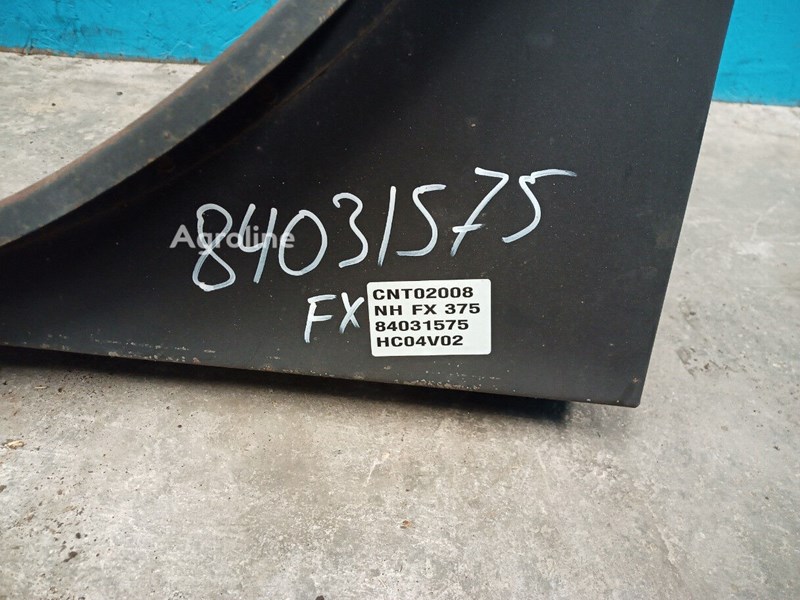 84031575
Agroline
FX
CNT02008
NH FX 375
84031575
HC04V02